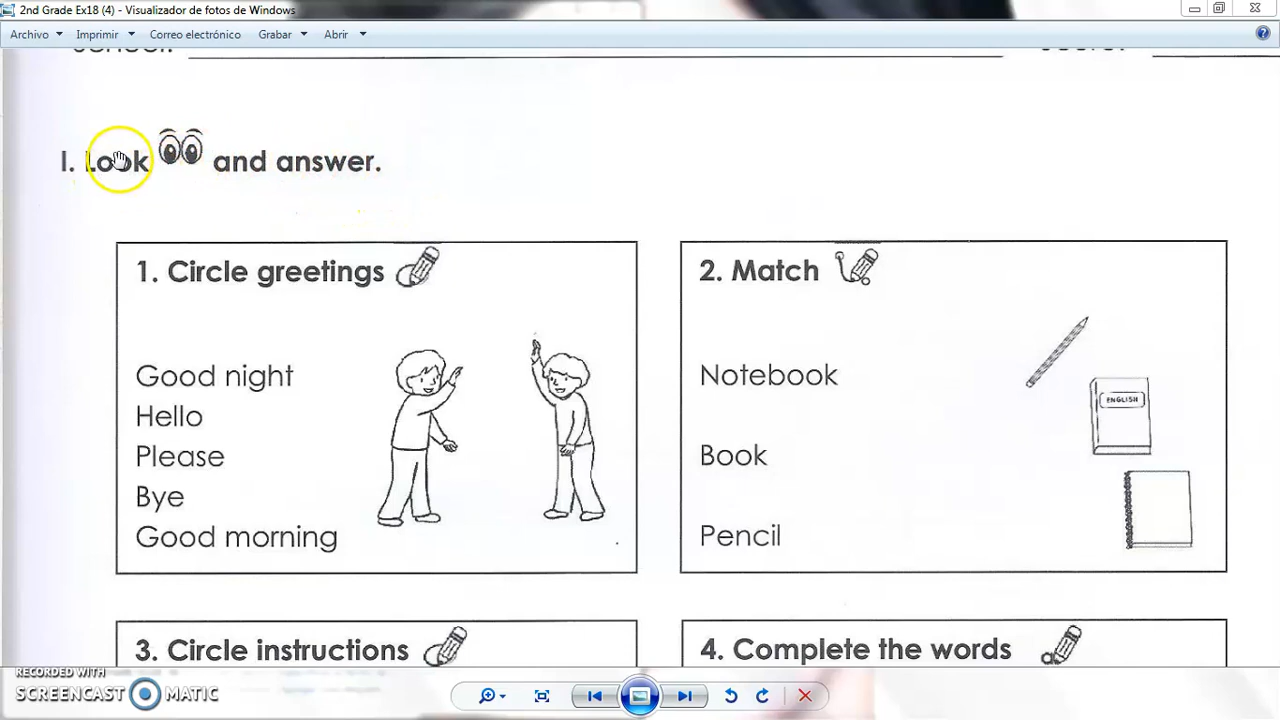 2nd Grade Ex18 (4) - Visualizador de fotos de Windows
Archivo Imprimir Correo electrónico Grabar Abrir
I. Look and answer.
1. Circle greetings
Good night
Hello
Please
Bye
Good morning
2. Match
Notebook
Book
Pencil
ENGLISH
3. Circle instructions
4. Complete the words
RECORDED WITH
SCREENCAST MATIC